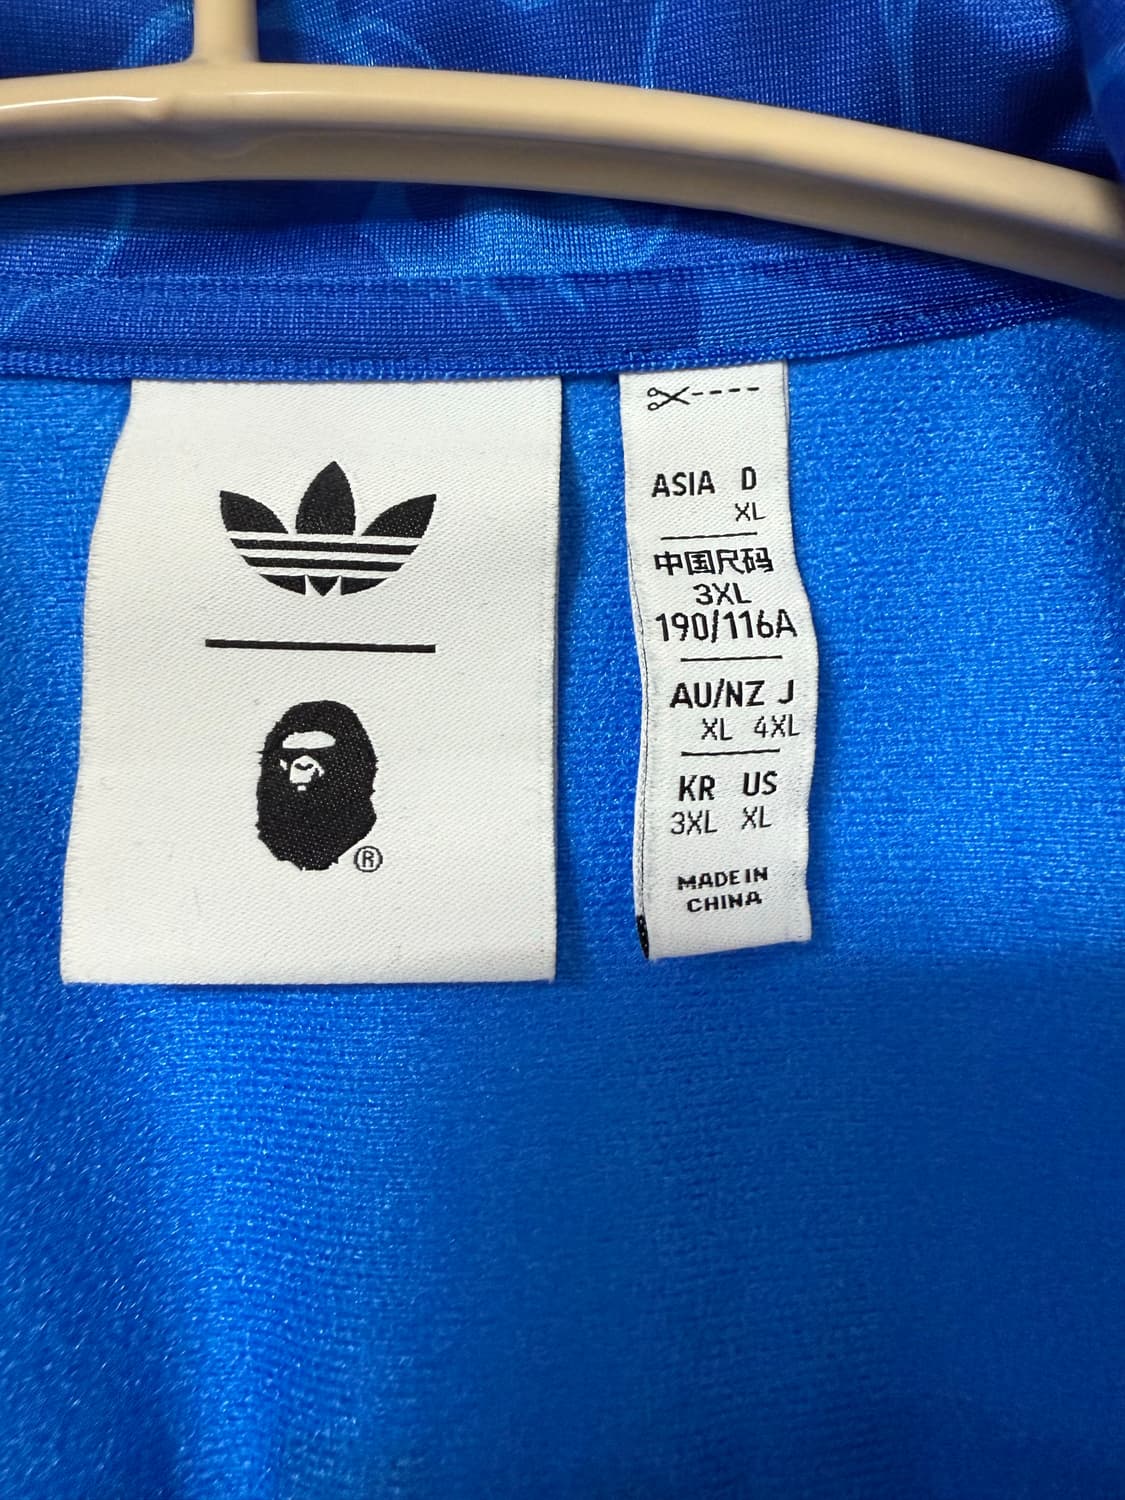 ®
ASIA D
XL
中国尺码
3XL
190/116A
AU/NZ J
XL 4XL
KR US
3XL XL
MADE IN
CHINA